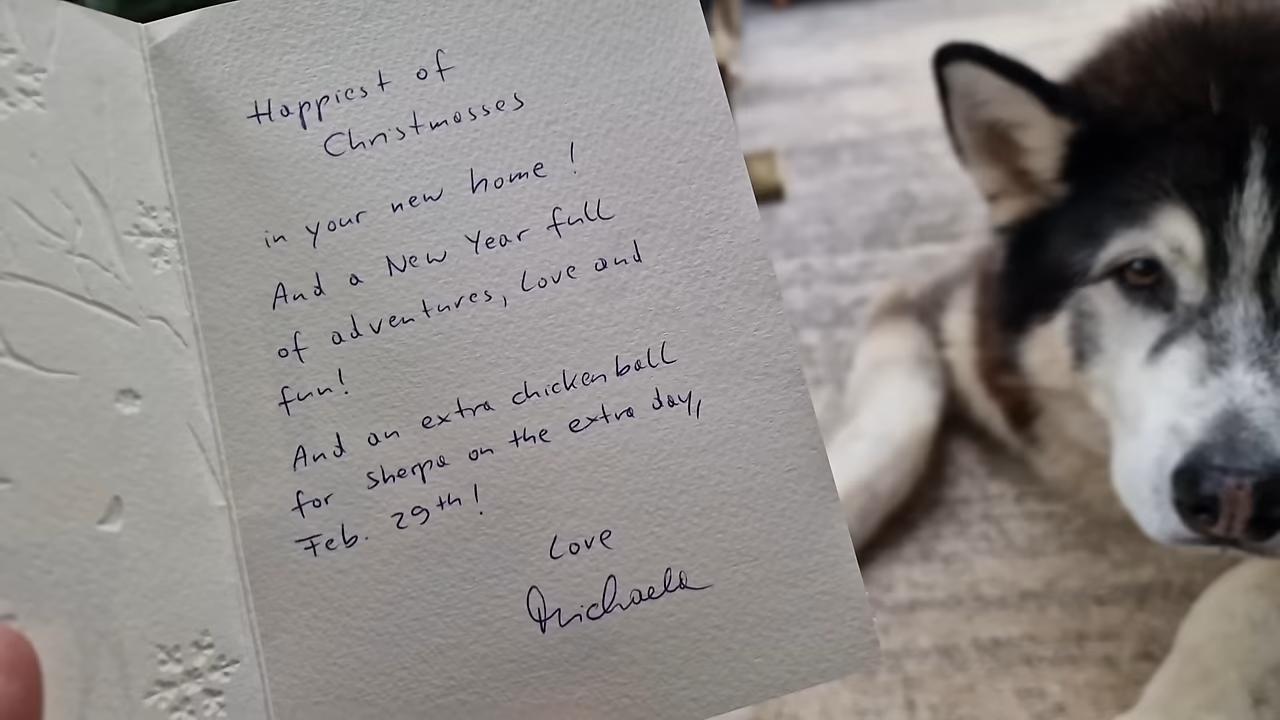 Happiest of
Christmasses
in your new home!
And a New Year full
of adventures, Love and
fun!
And an extra chickenball
for Sherpa on the extra day,
Feb. 29th!
Love
Michaela